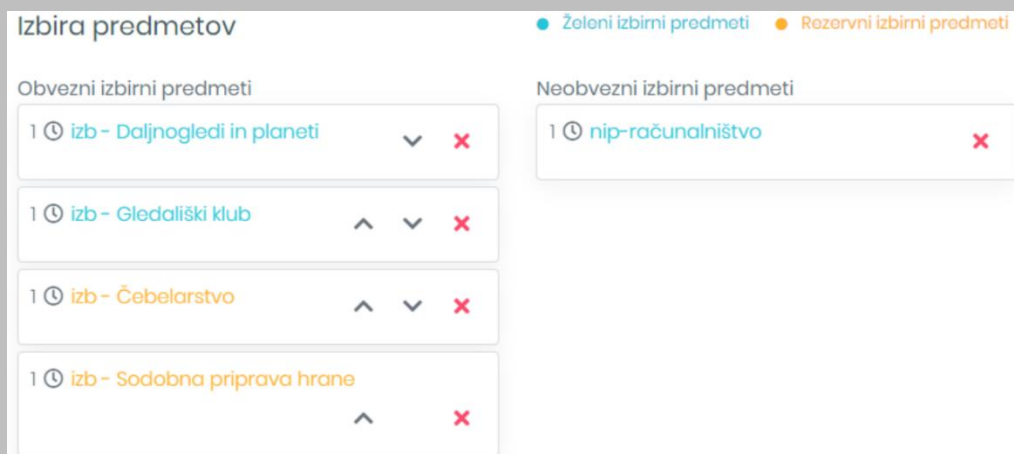 Izbira predmetov
Želeni izbirni predmeti
Rezervni izbirni predmeti
Obvezni izbirni predmeti
1 izb - Daljnogledi in planeti
1 izb - Gledališki klub
1 izb - Čebelarstvo
1 izb - Sodobna priprava hrane
Neobvezni izbirni predmeti
1 nip-računalništvo